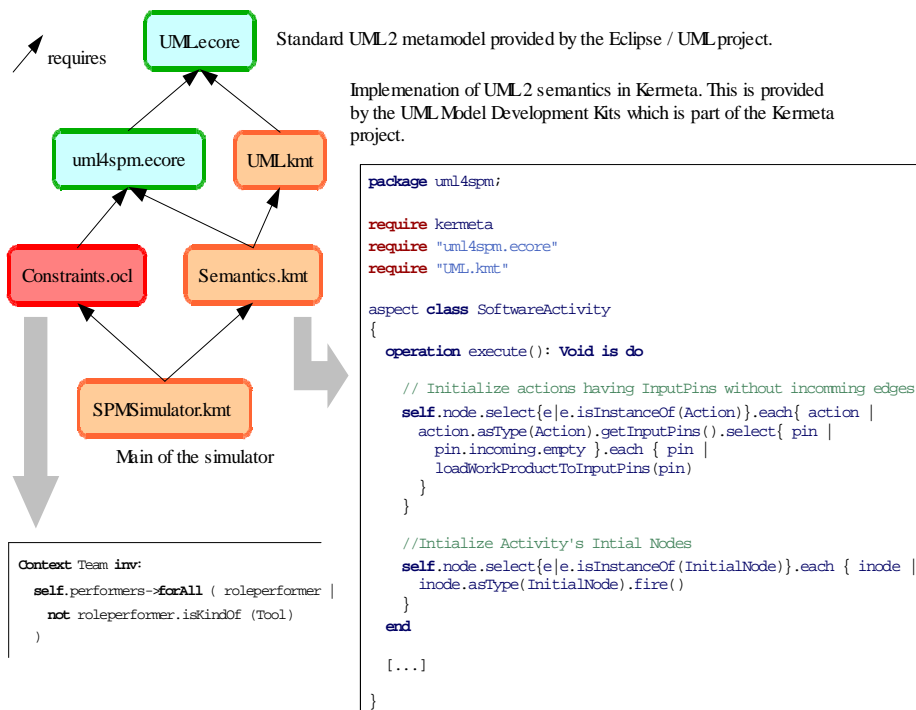 UML.ecore
Standard UML2 metamodel provided by the Eclipse / UML project.
requires
Implemenation of UML2 semantics in Kermeta. This is provided
by the UML Model Development Kits which is part of the Kermeta
project.
uml4spm.ecore
UML.kmt
Constraints.ocl
Semantics.kmt
SPMSimulator.kmt
Main of the simulator
package uml4spm;
require kermeta
require "uml4spm.ecore"
require "UML.kmt"
aspect class SoftwareActivity
{
operation execute(): Void is do
// Initialize actions having InputPins without incomming edges
self.node.select{e|e.isInstanceOf(Action)}.each{ action |
action.asType(Action).getInputPins().select{ pin |
pin.incoming.empty }.each { pin |
loadWorkProductToInputPins(pin)
}
}
//Intialize Activity's Intial Nodes
self.node.select{e|e.isInstanceOf(InitialNode)}.each { inode |
inode.asType(InitialNode).fire()
}
end
[...]
}
Context Team inv:
self.performers->forAll ( roleperformer |
not roleperformer.isKindOf (Tool)
)